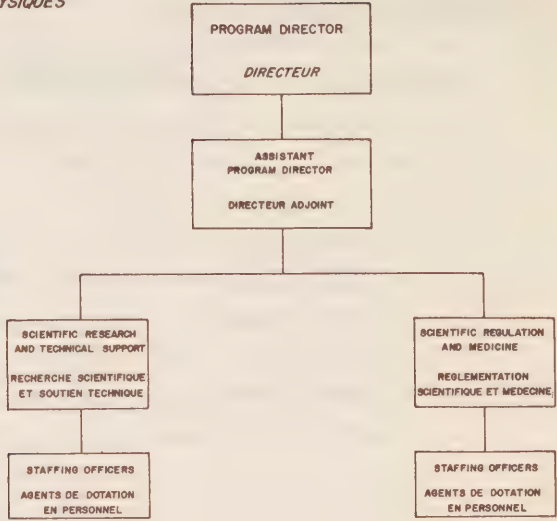 PROGRAM DIRECTOR
DIRECTEUR
ASSISTANT
PROGRAM DIRECTOR
DIRECTEUR ADJOINT
SCIENTIFIC RESEARCH
AND TECHNICAL SUPPORT
RECHERCHE SCIENTIFIQUE
ET SOUTIEN TECHNIQUE
SCIENTIFIC REGULATION
AND MEDICINE
REGLEMENTATION
SCIENTIFIQUE ET MEDECINE
STAFFING OFFICERS
AGENTS DE DOTATION
EN PERSONNEL
STAFFING OFFICERS
AGENTS DE DOTATION
EN PERSONNEL